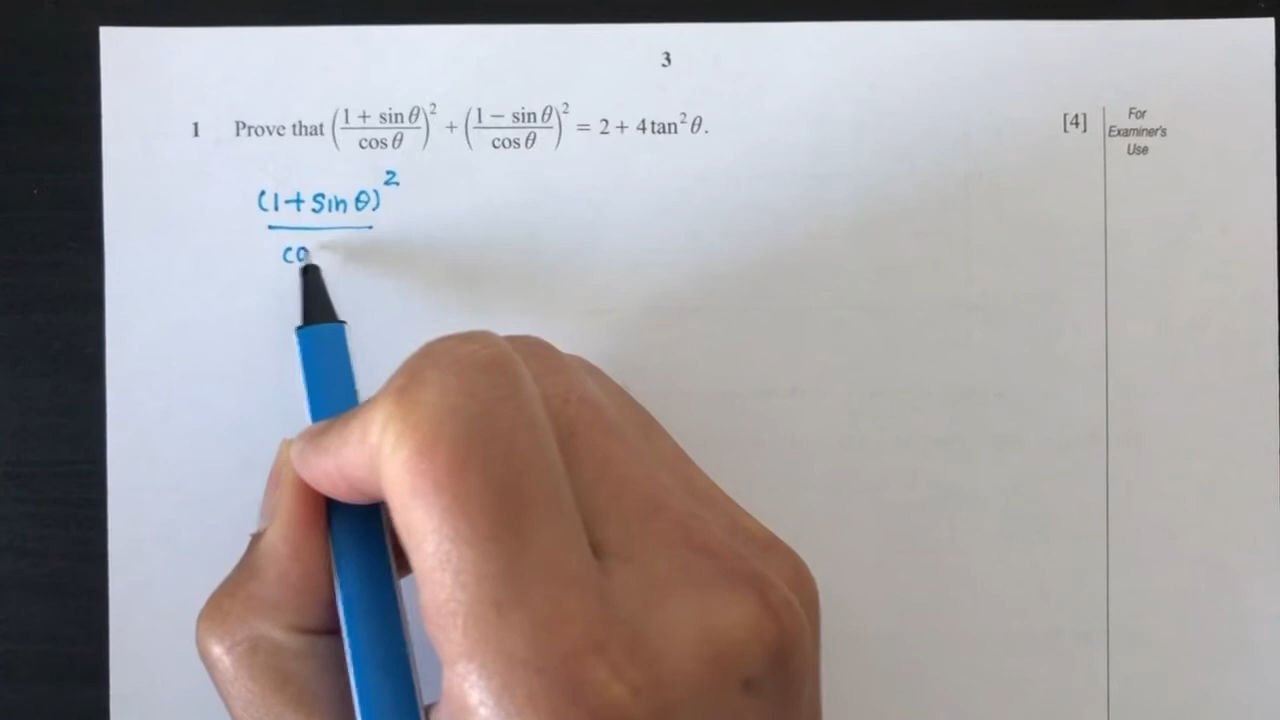 3
1 Prove that ((1 + sin θ)/(cos θ))² + ((1 − sin θ)/(cos θ))² = 2 + 4 tan² θ. [4]
For
Examiner's
Use
(1 + sin θ)²
co